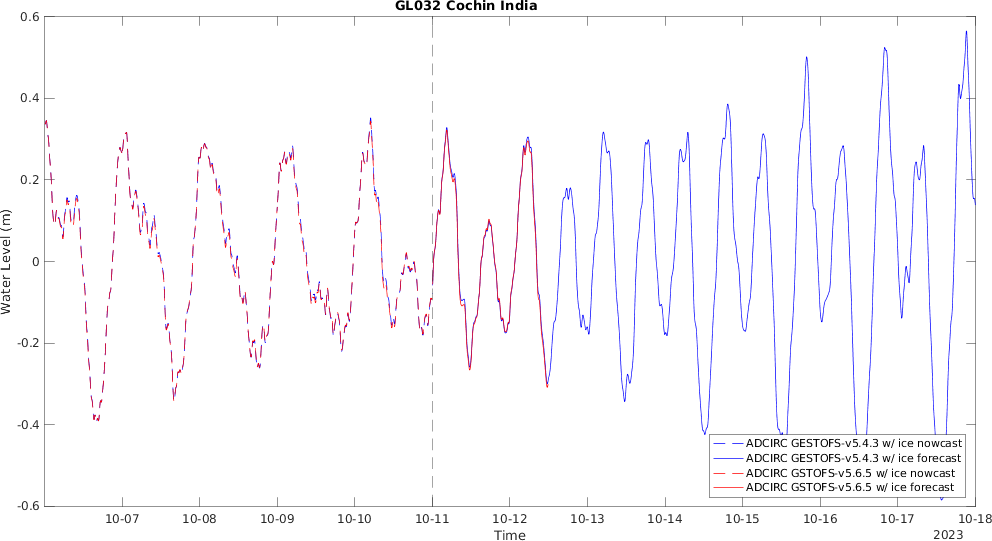 GL032 Cochin India
0.6
0.4
0.2
0
-0.2
-0.4
-0.6
Water Level (m)
ADCIRC GESTOFS-v5.4.3 w/ ice nowcast
ADCIRC GESTOFS-v5.4.3 w/ ice forecast
ADCIRC GSTOFS-v5.6.5 w/ ice nowcast
ADCIRC GSTOFS-v5.6.5 w/ ice forecast
10-07 10-08 10-09 10-10 10-11 10-12 10-13 10-14 10-15 10-16 10-17 10-18
Time
2023